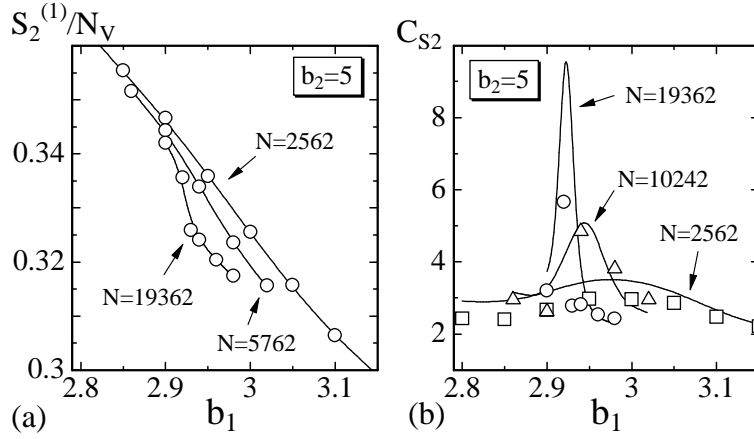 S₂⁽¹⁾/N_V
b₂=5
N=2562
0.34
0.32
N=19362
N=5762
0.3
2.8 2.9 3 3.1
(a)
b₁
C_S2
b₂=5
N=19362
8
N=10242
6
N=2562
4
2
2.8 2.9 3 3.1
(b)
b₁